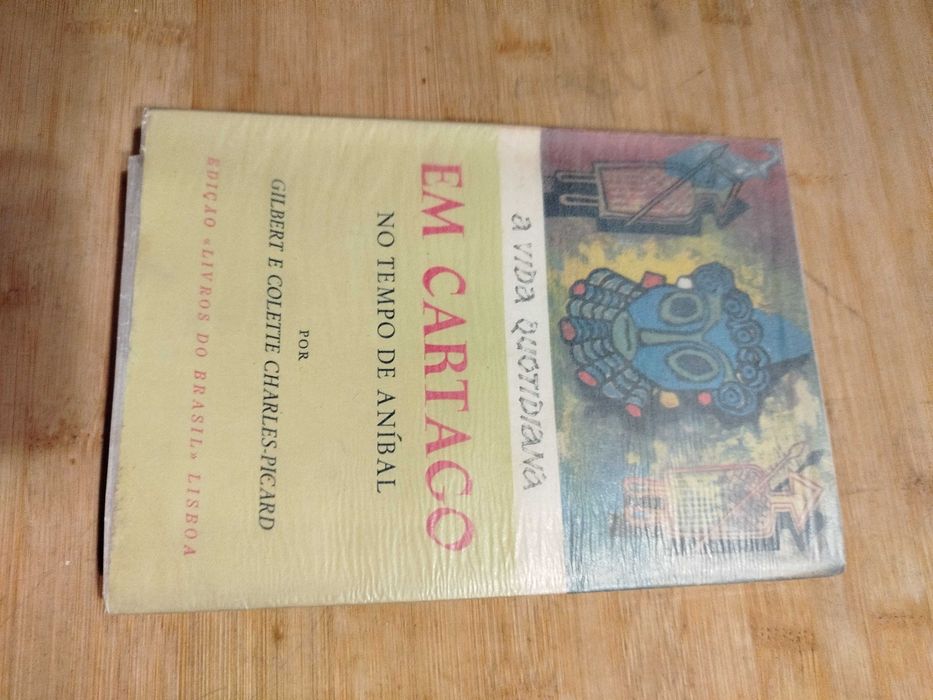 a VIDA QUOTIDIANA
EM CARTAGO
NO TEMPO DE ANÍBAL
POR
GILBERT E COLETTE CHARLES-PICARD
EDIÇÃO «LIVROS DO BRASIL» LISBOA